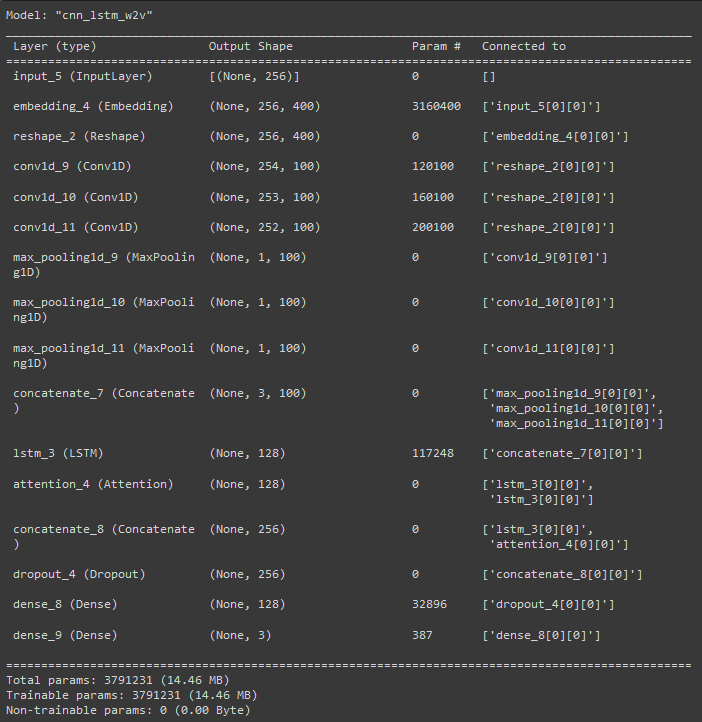 Model: "cnn_lstm_w2v"
Layer (type) Output Shape Param # Connected to
input_5 (InputLayer) [(None, 256)] 0 []
embedding_4 (Embedding) (None, 256, 400) 3160400 ['input_5[0][0]']
reshape_2 (Reshape) (None, 256, 400) 0 ['embedding_4[0][0]']
conv1d_9 (Conv1D) (None, 254, 100) 120100 ['reshape_2[0][0]']
conv1d_10 (Conv1D) (None, 253, 100) 160100 ['reshape_2[0][0]']
conv1d_11 (Conv1D) (None, 252, 100) 200100 ['reshape_2[0][0]']
max_pooling1d_9 (MaxPoolin (None, 1, 100) 0 ['conv1d_9[0][0]']
g1D)
max_pooling1d_10 (MaxPooli (None, 1, 100) 0 ['conv1d_10[0][0]']
ng1D)
max_pooling1d_11 (MaxPooli (None, 1, 100) 0 ['conv1d_11[0][0]']
ng1D)
concatenate_7 (Concatenate (None, 3, 100) 0 ['max_pooling1d_9[0][0]',
) 'max_pooling1d_10[0][0]',
'max_pooling1d_11[0][0]']
lstm_3 (LSTM) (None, 128) 117248 ['concatenate_7[0][0]']
attention_4 (Attention) (None, 128) 0 ['lstm_3[0][0]',
'lstm_3[0][0]']
concatenate_8 (Concatenate (None, 256) 0 ['lstm_3[0][0]',
) 'attention_4[0][0]']
dropout_4 (Dropout) (None, 256) 0 ['concatenate_8[0][0]']
dense_8 (Dense) (None, 128) 32896 ['dropout_4[0][0]']
dense_9 (Dense) (None, 3) 387 ['dense_8[0][0]']
Total params: 3791231 (14.46 MB)
Trainable params: 3791231 (14.46 MB)
Non-trainable params: 0 (0.00 Byte)